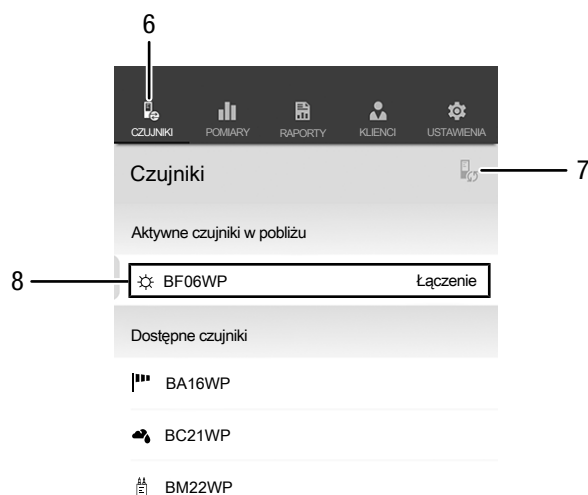 6
CZUJNIKI POMIARY RAPORTY KLIENCI USTAWIENIA
Czujniki
7
Aktywne czujniki w pobliżu
8
BF06WP Łączenie
Dostępne czujniki
BA16WP
BC21WP
BM22WP